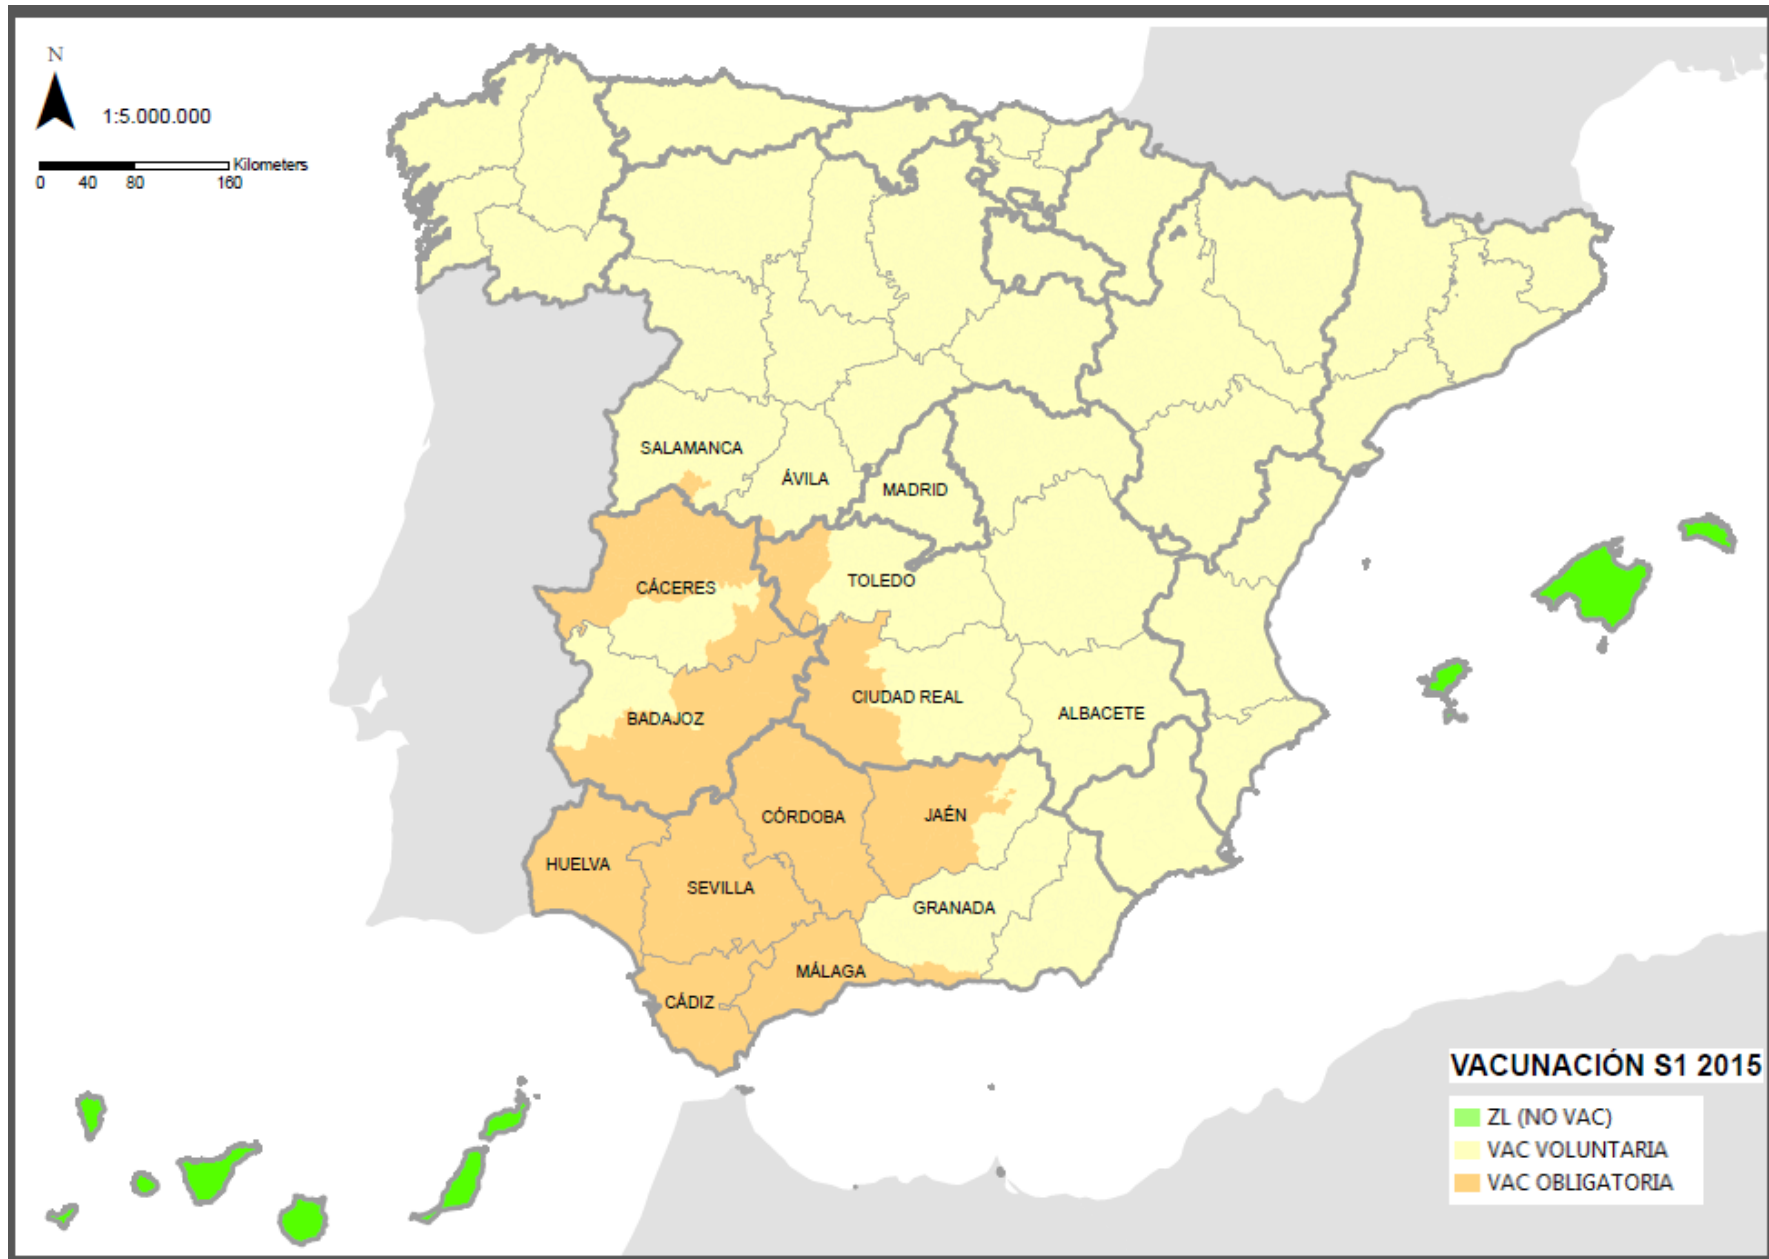 N
1:5.000.000
Kilometers
0 40 80 160
SALAMANCA
ÁVILA
MADRID
CÁCERES
TOLEDO
CIUDAD REAL
BADAJOZ
ALBACETE
CÓRDOBA
JAÉN
HUELVA
SEVILLA
GRANADA
MÁLAGA
CÁDIZ
VACUNACIÓN S1 2015
ZL (NO VAC)
VAC VOLUNTARIA
VAC OBLIGATORIA